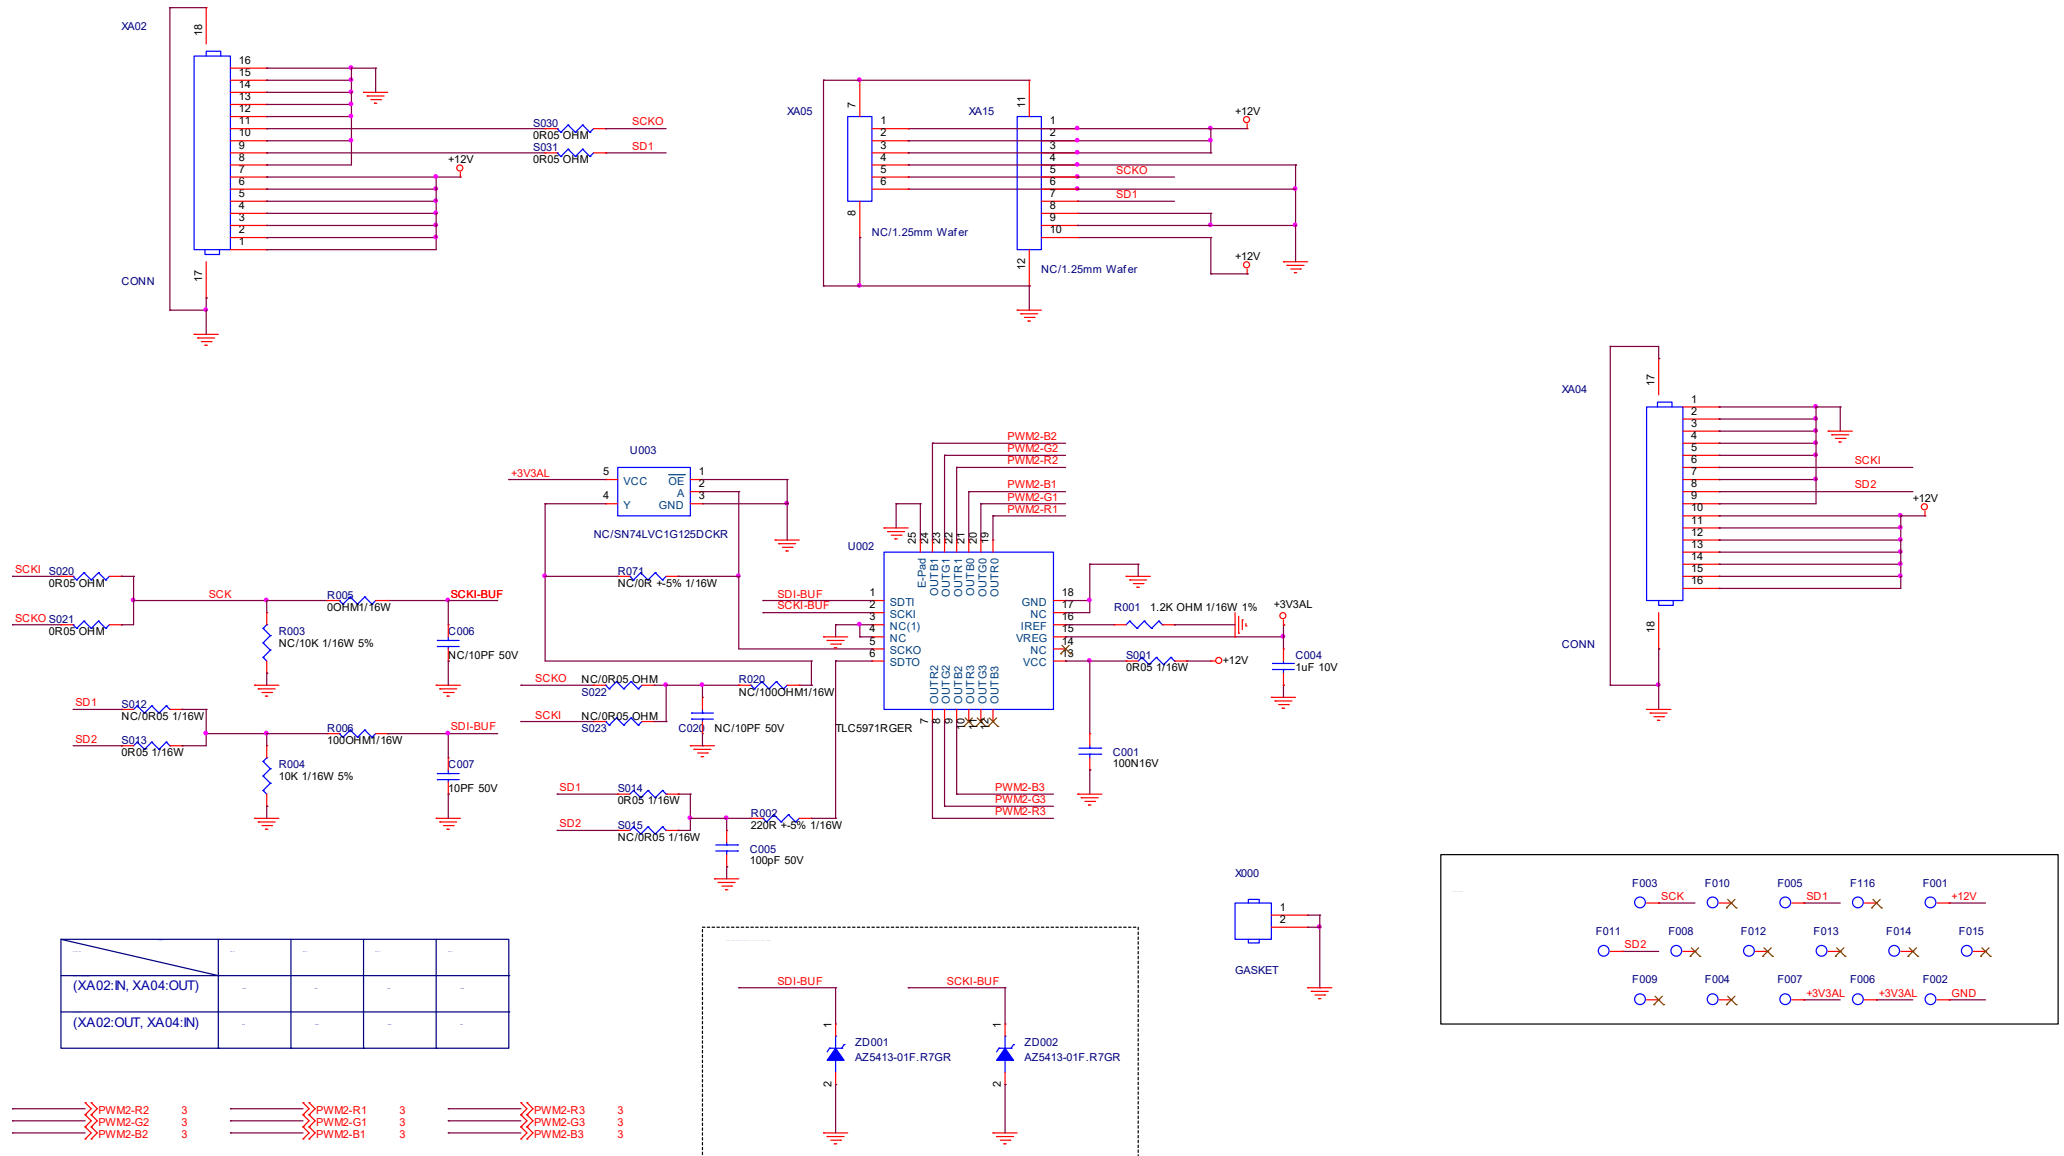 XA02
18
16
15
14
13
12
11
10
9
8
7
6
5
4
3
2
1
17
CONN
+12V
S030
0R05 OHM
SCKO
S031
0R05 OHM
SD1
XA05
7
1
2
3
4
5
6
8
NC/1.25mm Wafer
XA15
11
1
2
3
4
5
6
7
8
9
10
12
NC/1.25mm Wafer
SCKO
SD1
+12V
+12V
XA04
17
1
2
3
4
5
6
7
8
9
10
11
12
13
14
15
16
18
CONN
SCKI
SD2
+12V
U003
+3V3AL
5
4
VCC
Y
OE
A
GND
1
2
3
NC/SN74LVC1G125DCKR
R071
NC/0R +-5% 1/16W
SCKI
S020
0R05 OHM
SCKO
S021
0R05 OHM
SCK
R005
0OHM1/16W
SCKI-BUF
R003
NC/10K 1/16W 5%
C006
NC/10PF 50V
SD1
S012
NC/0R05 1/16W
SD2
S013
0R05 1/16W
R006
100OHM1/16W
SDI-BUF
R004
10K 1/16W 5%
C007
10PF 50V
SCKO
NC/0R05 OHM
S022
SCKI
NC/0R05 OHM
S023
C020
NC/10PF 50V
R020
NC/100OHM1/16W
SD1
S014
0R05 1/16W
SD2
S015
NC/0R05 1/16W
R002
220R +-5% 1/16W
C005
100pF 50V
PWM2-B2
PWM2-G2
PWM2-R2
PWM2-B1
PWM2-G1
PWM2-R1
U002
25
24
23
22
21
20
19
E-Pad
OUTB1
OUTG1
OUTR1
OUTB0
OUTG0
OUTR0
SDI-BUF
SCKI-BUF
1
2
3
4
5
6
SDTI
SCKI
NC(1)
NC
SCKO
SDTO
GND
NC
IREF
VREG
NC
VCC
18
17
16
15
14
13
OUTR2
OUTG2
OUTB2
OUTR3
OUTG3
OUTB3
7
8
9
10
11
12
TLC5971RGER
R001
1.2K OHM 1/16W 1%
+3V3AL
S001
0R05 1/16W
+12V
C004
1uF 10V
C001
100N16V
PWM2-B3
PWM2-G3
PWM2-R3
X000
1
2
GASKET
F003
SCK
F010
F005
SD1
F116
F001
+12V
F011
SD2
F008
F012
F013
F014
F015
F009
F004
F007
+3V3AL
F006
+3V3AL
F002
GND
(XA02:IN, XA04:OUT)
(XA02:OUT, XA04:IN)
SDI-BUF
1
ZD001
AZ5413-01F.R7GR
2
SCKI-BUF
1
ZD002
AZ5413-01F.R7GR
2
PWM2-R2 3
PWM2-G2 3
PWM2-B2 3
PWM2-R1 3
PWM2-G1 3
PWM2-B1 3
PWM2-R3 3
PWM2-G3 3
PWM2-B3 3